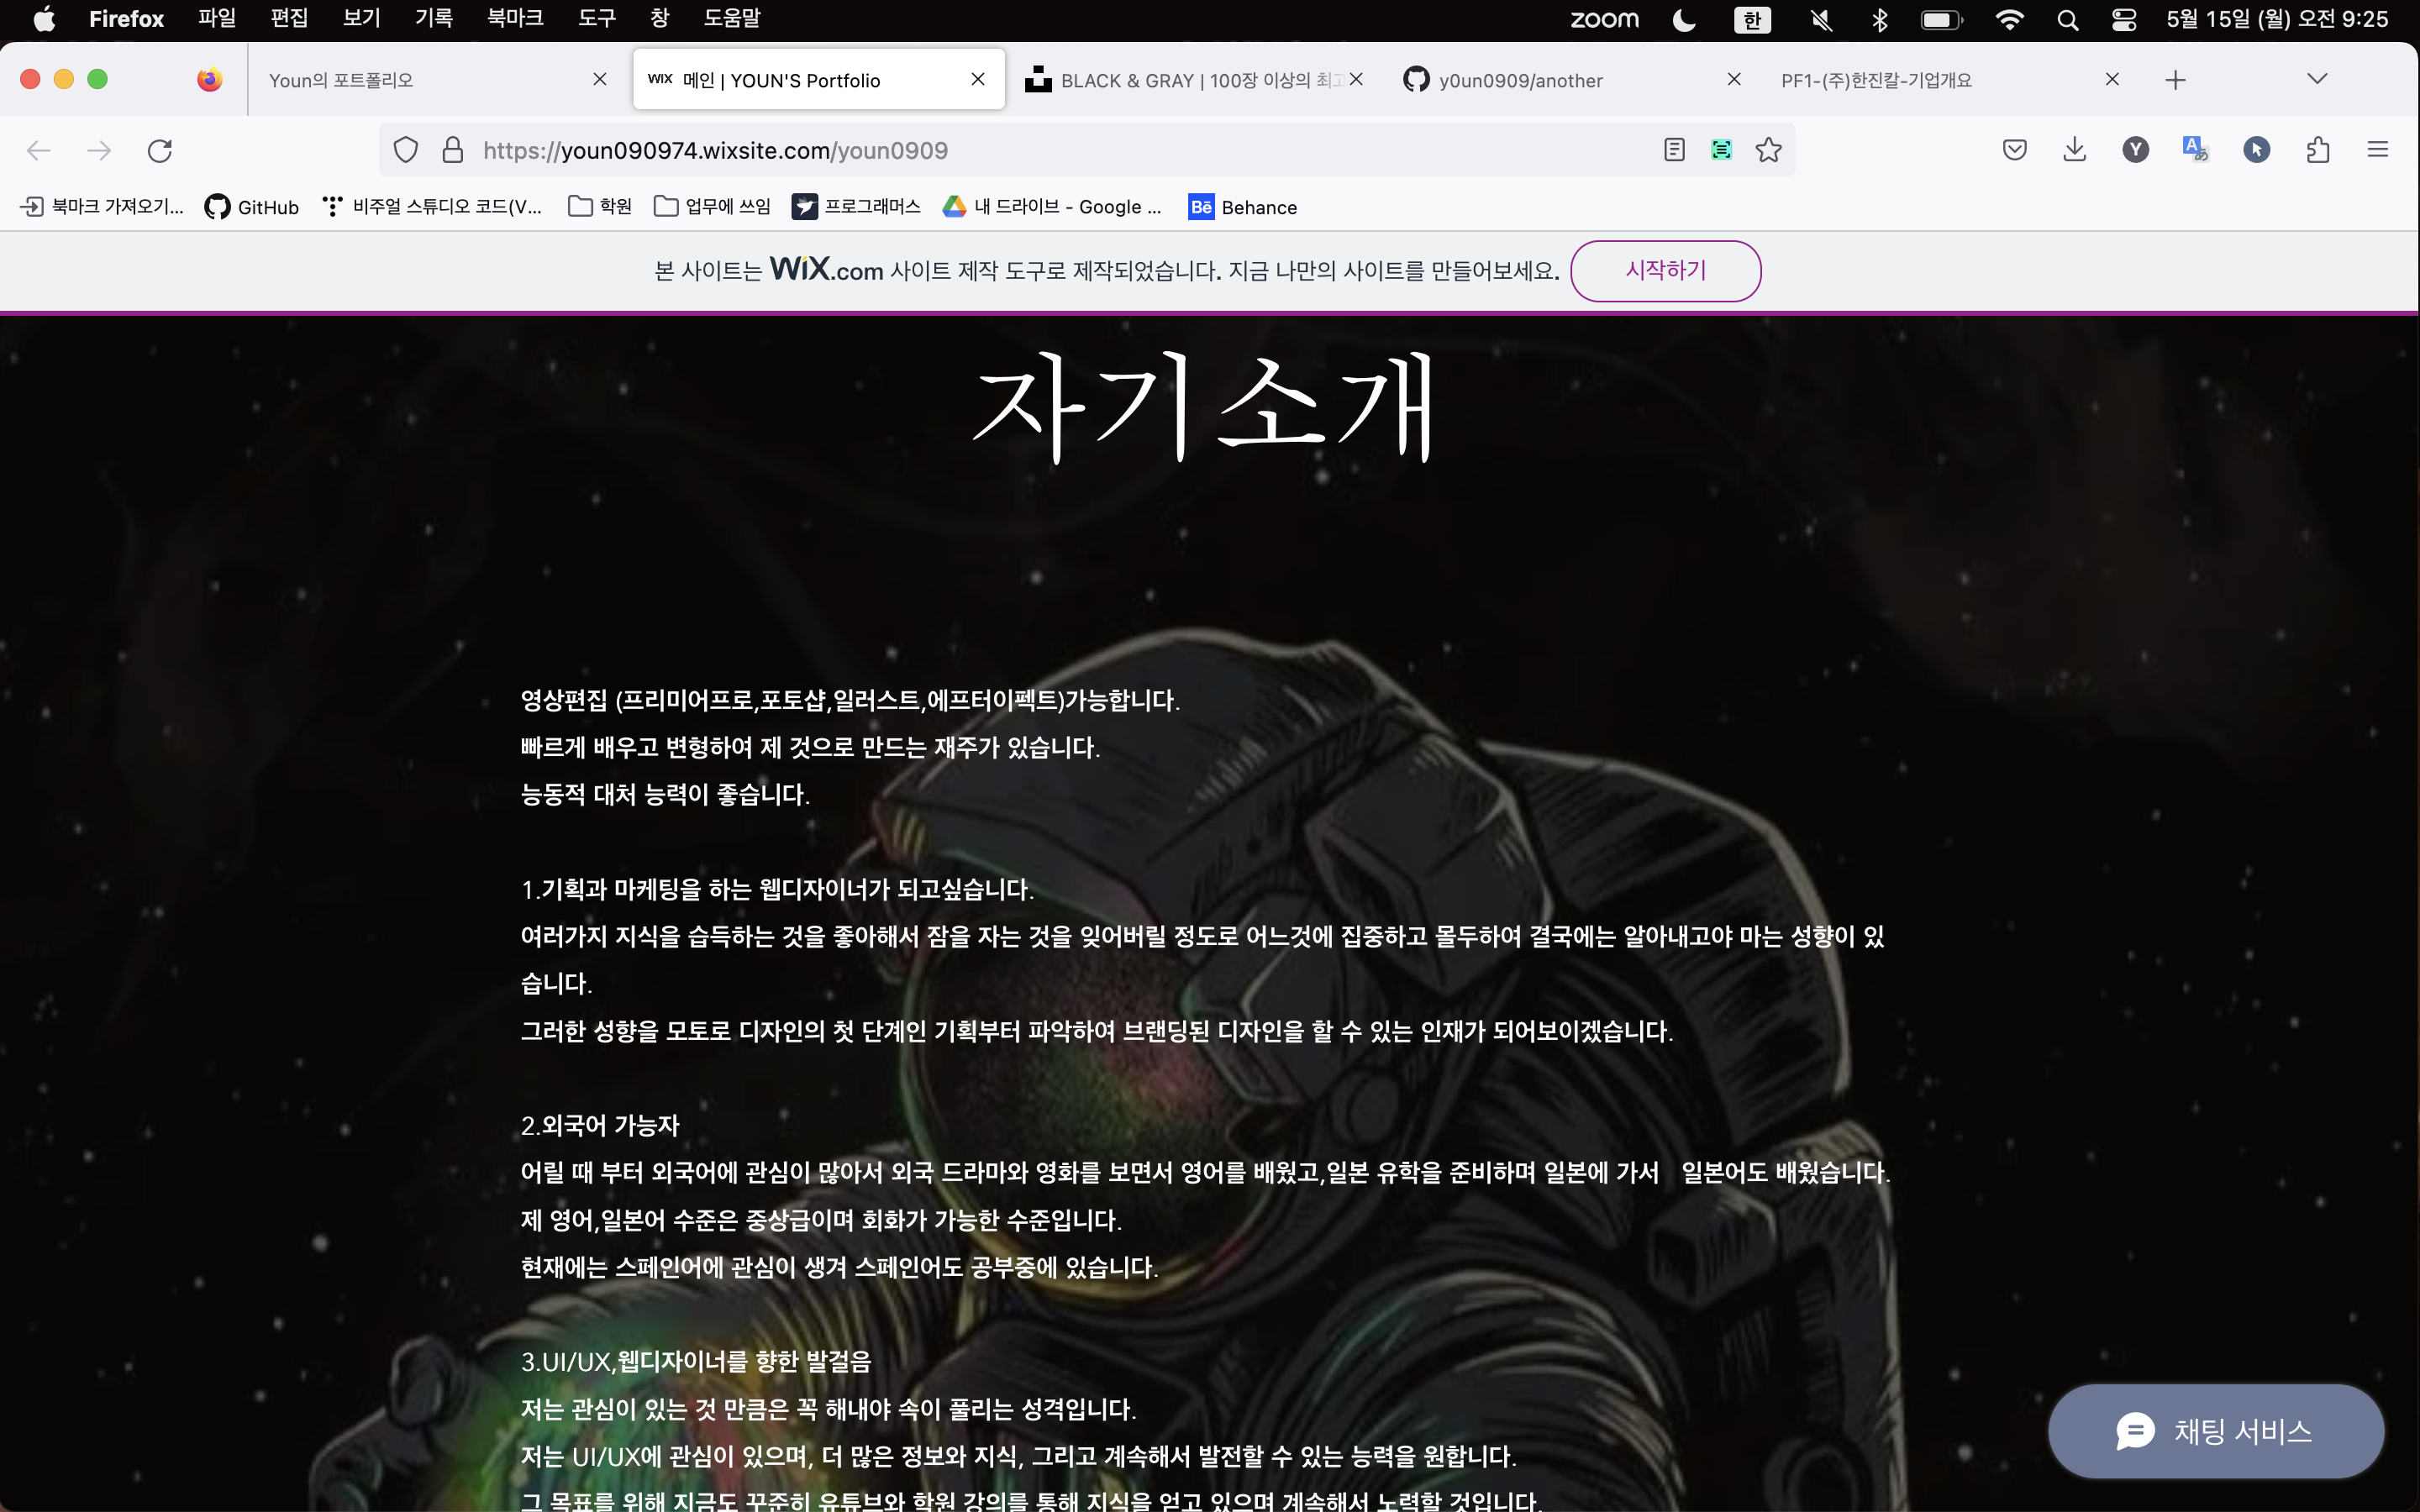 Firefox 파일 편집 보기 기록 북마크 도구 창 도움말 zoom 한 5월 15일 (월) 오전 9:25
Youn의 포트폴리오 WIX 메인 | YOUN'S Portfolio BLACK & GRAY | 100장 이상의 최고 y0un0909/another PF1-(주)한진칼-기업개요
https://youn090974.wixsite.com/youn0909 Y A あ
북마크 가져오기... GitHub 비주얼 스튜디오 코드(V... 학원 업무에 쓰임 프로그래머스 내 드라이브 - Google ... Bē Behance
본 사이트는 WiX.com 사이트 제작 도구로 제작되었습니다. 지금 나만의 사이트를 만들어보세요. 시작하기
자기소개
영상편집 (프리미어프로,포토샵,일러스트,에프터이펙트)가능합니다.
빠르게 배우고 변형하여 제 것으로 만드는 재주가 있습니다.
능동적 대처 능력이 좋습니다.
1.기획과 마케팅을 하는 웹디자이너가 되고싶습니다.
여러가지 지식을 습득하는 것을 좋아해서 잠을 자는 것을 잊어버릴 정도로 어느것에 집중하고 몰두하여 결국에는 알아내고야 마는 성향이 있
습니다.
그러한 성향을 모토로 디자인의 첫 단계인 기획부터 파악하여 브랜딩된 디자인을 할 수 있는 인재가 되어보이겠습니다.
2.외국어 가능자
어릴 때 부터 외국어에 관심이 많아서 외국 드라마와 영화를 보면서 영어를 배웠고,일본 유학을 준비하며 일본에 가서 일본어도 배웠습니다.
제 영어,일본어 수준은 중상급이며 회화가 가능한 수준입니다.
현재에는 스페인어에 관심이 생겨 스페인어도 공부중에 있습니다.
3.UI/UX,웹디자이너를 향한 발걸음
저는 관심이 있는 것 만큼은 꼭 해내야 속이 풀리는 성격입니다.
저는 UI/UX에 관심이 있으며, 더 많은 정보와 지식, 그리고 계속해서 발전할 수 있는 능력을 원합니다.
그 목표를 위해 지금도 꾸준히 유튜브와 학원 강의를 통해 지식을 얻고 있으며 계속해서 노력할 것입니다.
채팅 서비스